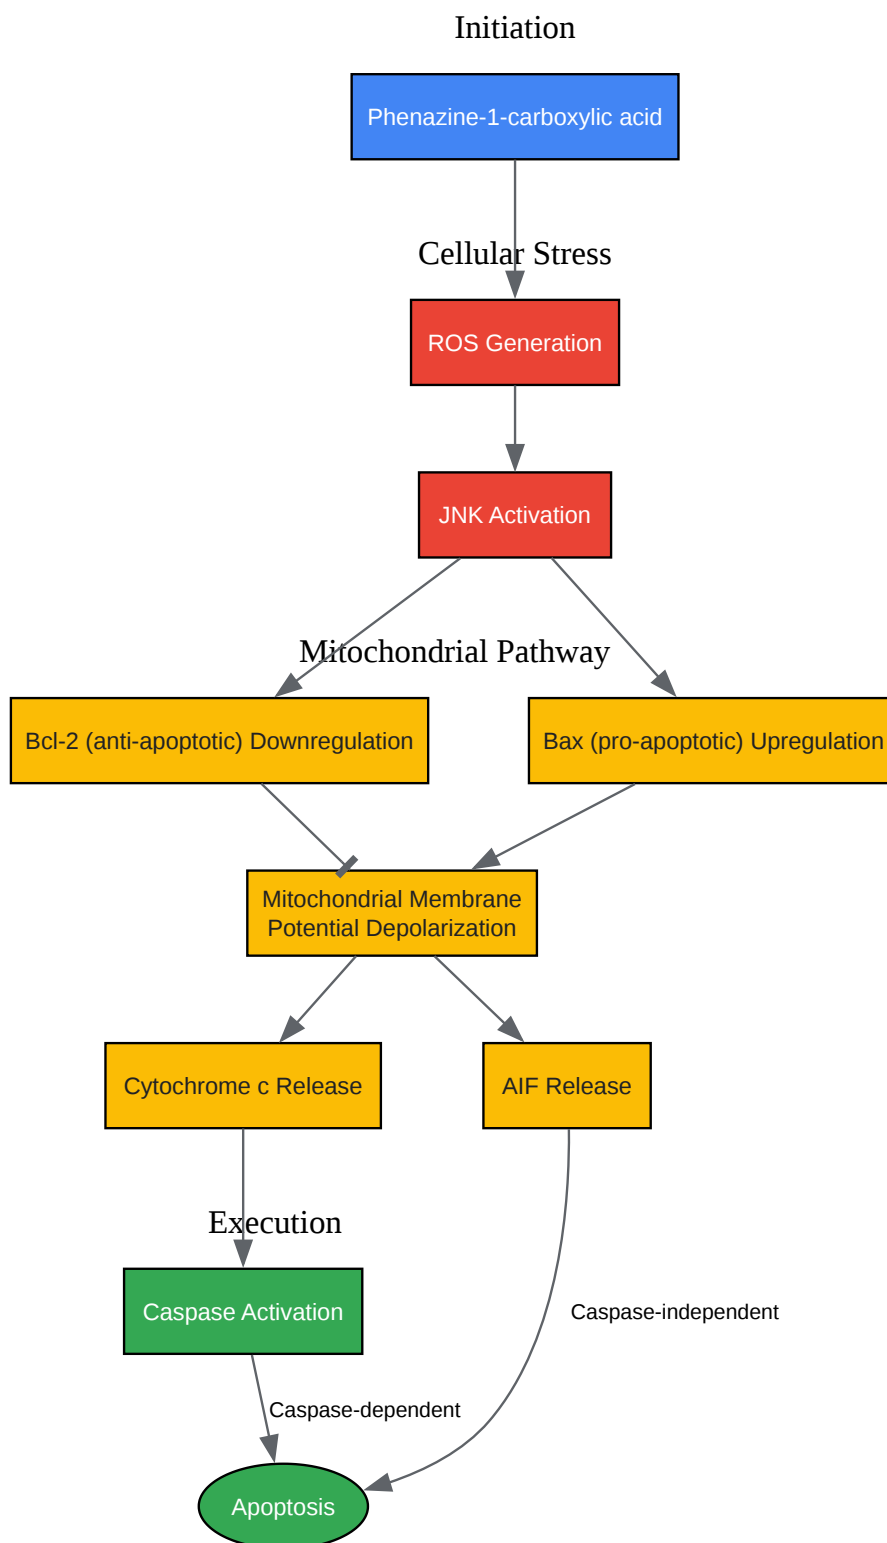 Initiation
Phenazine-1-carboxylic acid
Cellular Stress
ROS Generation
JNK Activation
Mitochondrial Pathway
Bcl-2 (anti-apoptotic) Downregulation
Bax (pro-apoptotic) Upregulation
Mitochondrial Membrane
Potential Depolarization
Cytochrome c Release
AIF Release
Execution
Caspase Activation
Caspase-independent
Caspase-dependent
Apoptosis